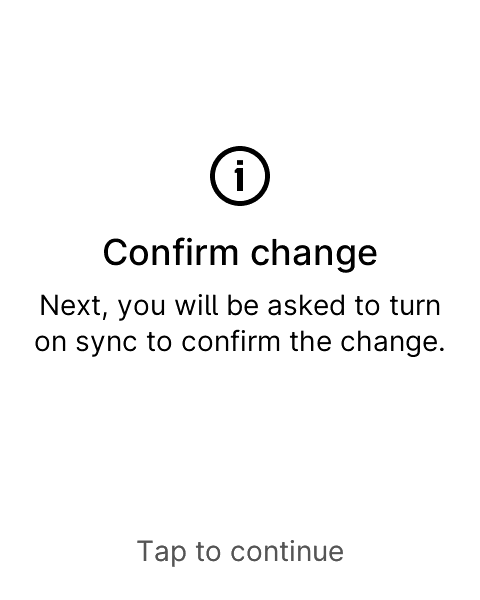 Confirm change
Next, you will be asked to turn
on sync to confirm the change.
Tap to continue